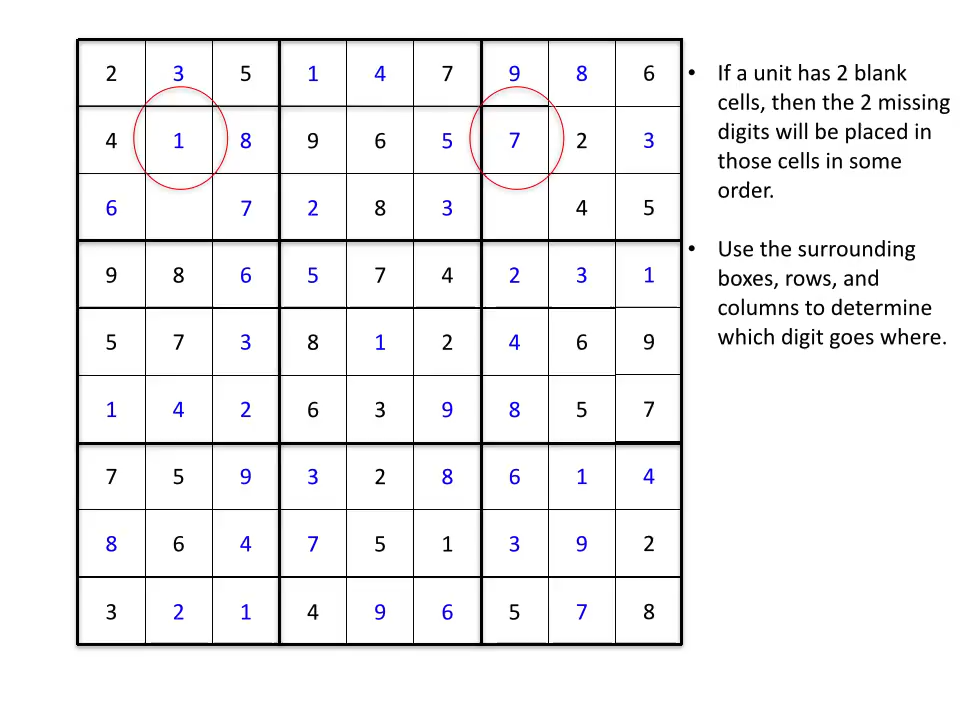 2 3 5 1 4 7 9 8 6
4 1 8 9 6 5 7 2 3
6 7 2 8 3 4 5
9 8 6 5 7 4 2 3 1
5 7 3 8 1 2 4 6 9
1 4 2 6 3 9 8 5 7
7 5 9 3 2 8 6 1 4
8 6 4 7 5 1 3 9 2
3 2 1 4 9 6 5 7 8
• If a unit has 2 blank
cells, then the 2 missing
digits will be placed in
those cells in some
order.
• Use the surrounding
boxes, rows, and
columns to determine
which digit goes where.